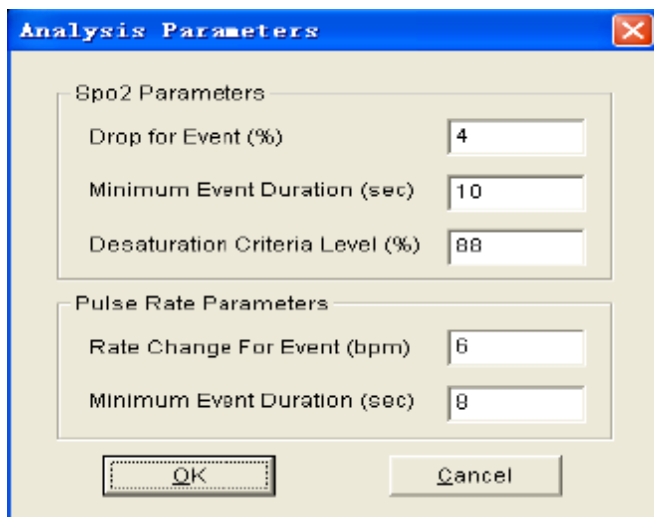 Analysis Parameters
Spo2 Parameters
Drop for Event (%) 4
Minimum Event Duration (sec) 10
Desaturation Criteria Level (%) 88
Pulse Rate Parameters
Rate Change For Event (bpm) 6
Minimum Event Duration (sec) 8
OK Cancel